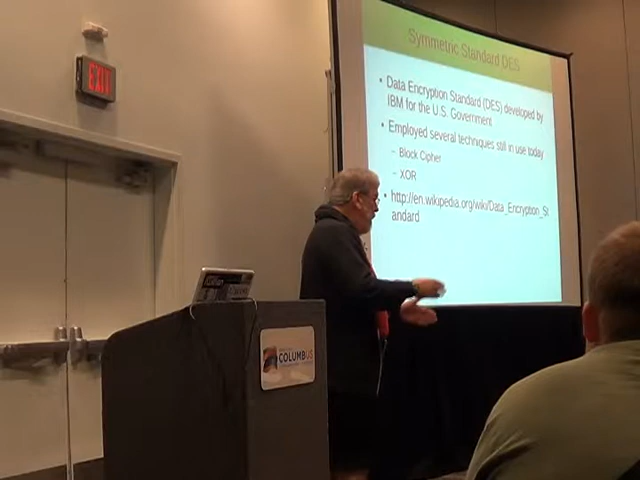 EXIT
Symmetric Standard DES
• Data Encryption Standard (DES) developed by
IBM for the U.S. Government
• Employed several techniques still in use today
– Block Cipher
– XOR
• http://en.wikipedia.org/wiki/Data_Encryption_St
andard
COLUMBUS